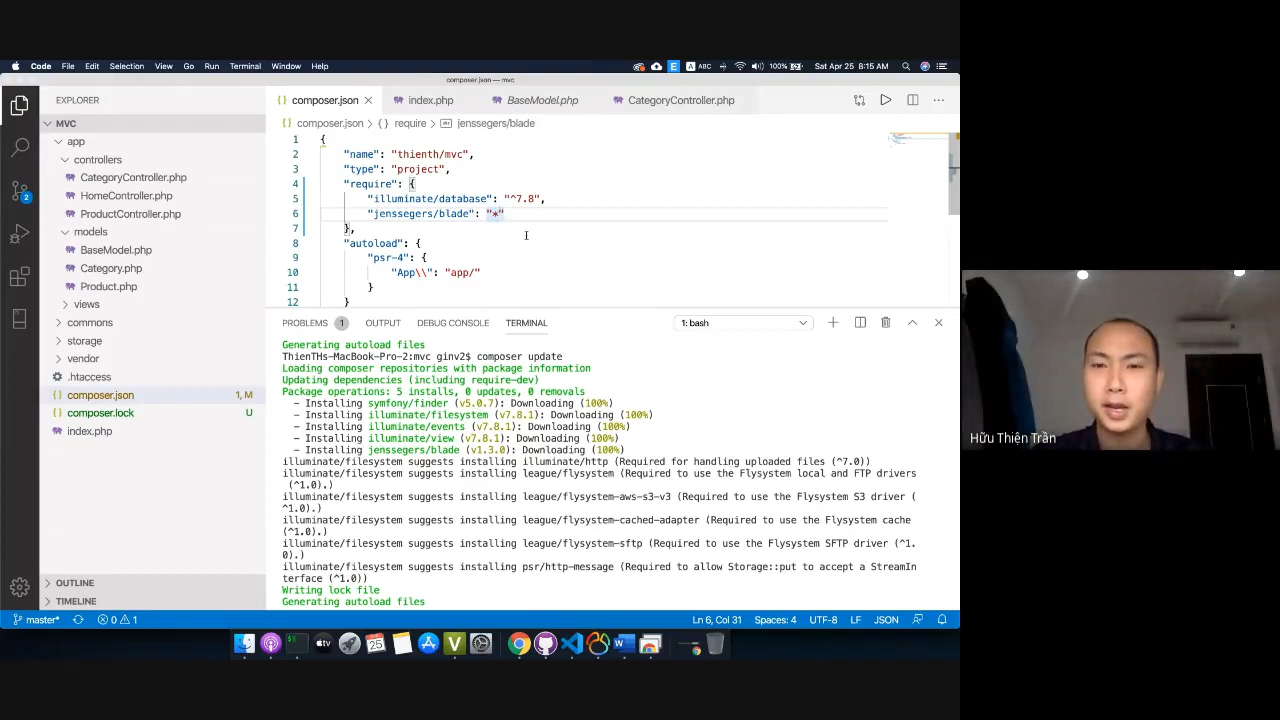 Code File Edit Selection View Go Run Terminal Window Help
E A ABC 100% Sat Apr 25 8:15 AM
composer.json — mvc
EXPLORER
composer.json
index.php
BaseModel.php
CategoryController.php
MVC
composer.json > {} require > jenssegers/blade
app
controllers
CategoryController.php
HomeController.php
ProductController.php
models
BaseModel.php
Category.php
Product.php
views
commons
storage
vendor
.htaccess
composer.json 1, M
composer.lock U
index.php
OUTLINE
TIMELINE
2
1 {
2 "name": "thienth/mvc",
3 "type": "project",
4 "require": {
5 "illuminate/database": "^7.8",
6 "jenssegers/blade": "*"
7 },
8 "autoload": {
9 "psr-4": {
10 "App\\": "app/"
11 }
12 }
PROBLEMS 1 OUTPUT DEBUG CONSOLE TERMINAL 1: bash
Generating autoload files
ThienTHs-MacBook-Pro-2:mvc ginv2$ composer update
Loading composer repositories with package information
Updating dependencies (including require-dev)
Package operations: 5 installs, 0 updates, 0 removals
- Installing symfony/finder (v5.0.7): Downloading (100%)
- Installing illuminate/filesystem (v7.8.1): Downloading (100%)
- Installing illuminate/events (v7.8.1): Downloading (100%)
- Installing illuminate/view (v7.8.1): Downloading (100%)
- Installing jenssegers/blade (v1.3.0): Downloading (100%)
illuminate/filesystem suggests installing illuminate/http (Required for handling uploaded files (^7.0))
illuminate/filesystem suggests installing league/flysystem (Required to use the Flysystem local and FTP drivers
(^1.0).)
illuminate/filesystem suggests installing league/flysystem-aws-s3-v3 (Required to use the Flysystem S3 driver (
^1.0).)
illuminate/filesystem suggests installing league/flysystem-cached-adapter (Required to use the Flysystem cache
(^1.0).)
illuminate/filesystem suggests installing league/flysystem-sftp (Required to use the Flysystem SFTP driver (^1.
0).)
illuminate/filesystem suggests installing psr/http-message (Required to allow Storage::put to accept a StreamIn
terface (^1.0))
Writing lock file
Generating autoload files
master* 0 1 Ln 6, Col 31 Spaces: 4 UTF-8 LF JSON
Hữu Thiện Trần